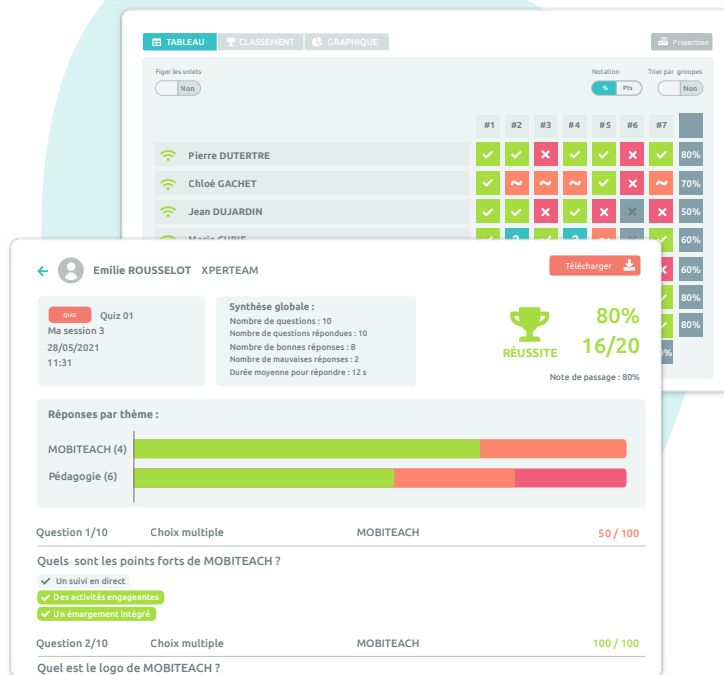 TABLEAU CLASSEMENT GRAPHIQUE Projection
Figer les volets Notation Trier par groupes
Non % Pts Non
#1 #2 #3 #4 #5 #6 #7
Pierre DUTERTRE 80%
Chloé GACHET 70%
Jean DUJARDIN 50%
Marie CURIE 60%
60%
80%
80%
Emilie ROUSSELOT XPERTEAM Télécharger
QUIZ Quiz 01
Ma session 3
28/05/2021
11:31
Synthèse globale :
Nombre de questions : 10
Nombre de questions répondues : 10
Nombre de bonnes réponses : 8
Nombre de mauvaises réponses : 2
Durée moyenne pour répondre : 12 s
RÉUSSITE
80%
16/20
Note de passage : 80%
Réponses par thème :
MOBITEACH (4)
Pédagogie (6)
Question 1/10 Choix multiple MOBITEACH 50 / 100
Quels sont les points forts de MOBITEACH ?
Un suivi en direct
Des activités engageantes
Un émargement intégré
Question 2/10 Choix multiple MOBITEACH 100 / 100
Quel est le logo de MOBITEACH ?